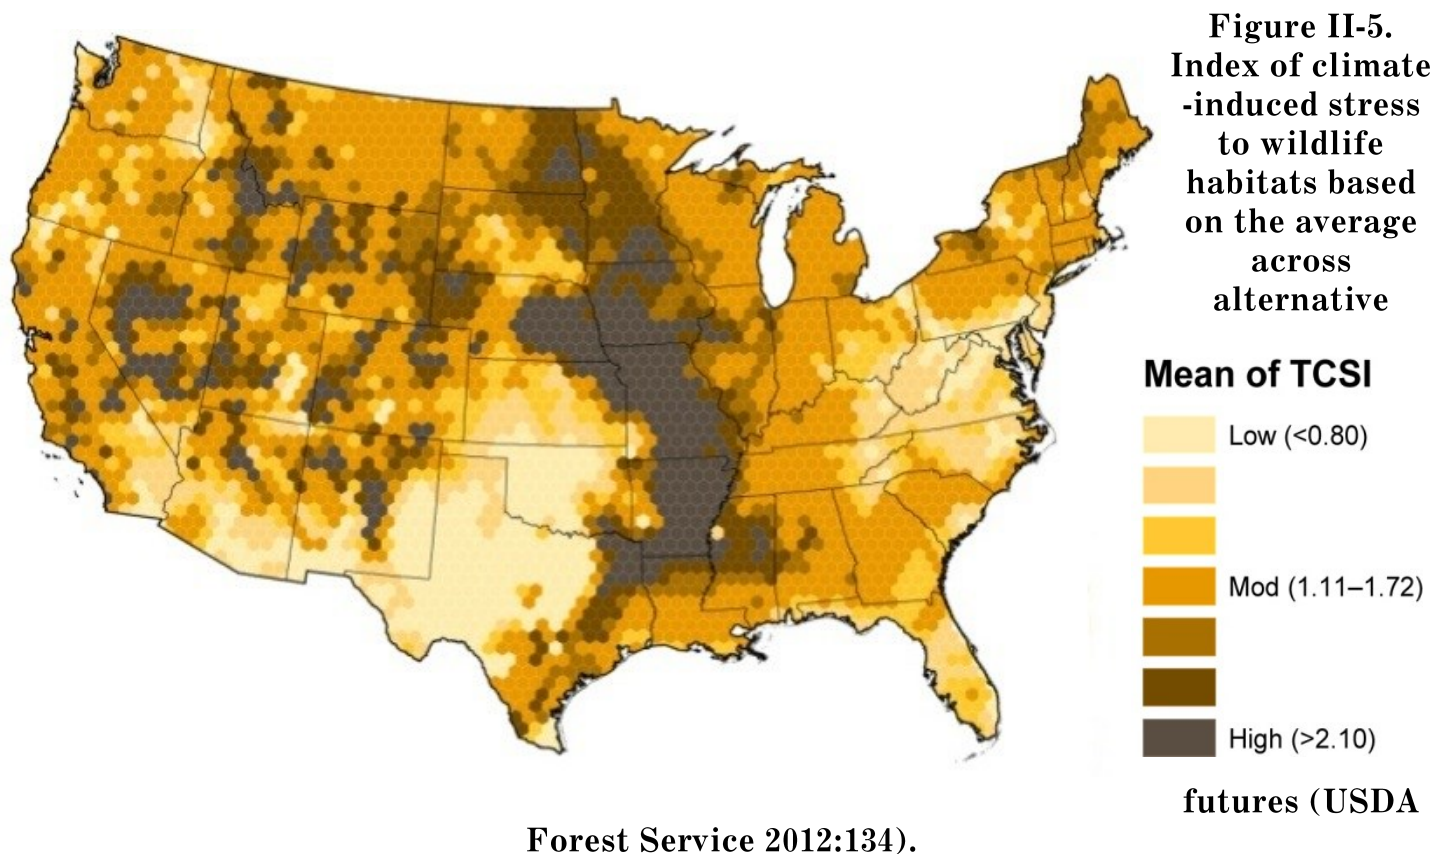 Figure II-5.
Index of climate
-induced stress
to wildlife
habitats based
on the average
across
alternative
Mean of TCSI
Low (<0.80)
Mod (1.11–1.72)
High (>2.10)
futures (USDA
Forest Service 2012:134).